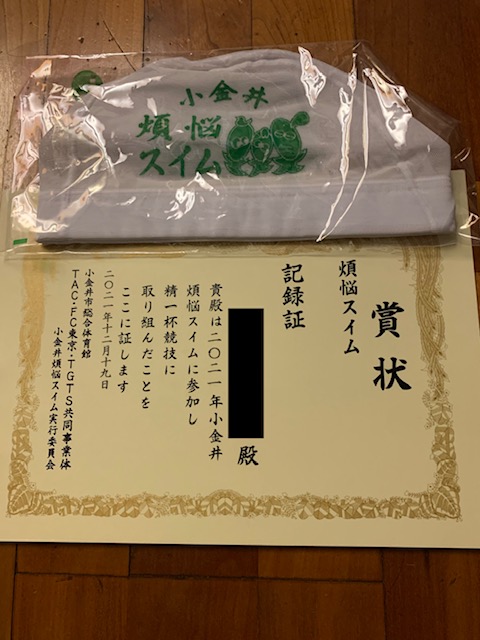 小金井
煩悩
スイム
賞状
煩悩スイム
記録証
殿
貴殿は二〇二一年小金井
煩悩スイムに参加し
精一杯競技に
取り組んだことを
ここに証します
二〇二一年十二月十九日
小金井市総合体育館
TAC・FC東京・TGTS共同事業体
小金井煩悩スイム実行委員会